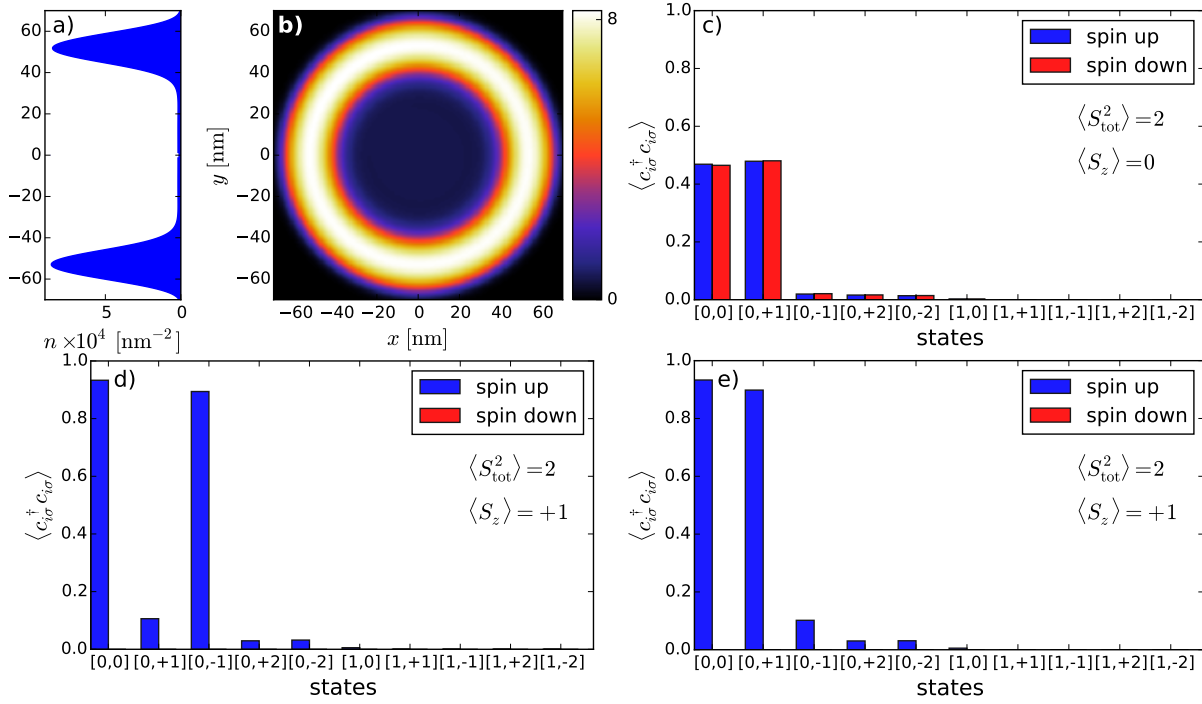 a)
60
40
20
0
−20
−40
−60
5 0
n ×10⁴ [nm⁻²]
b)
y [nm]
60
40
20
0
−20
−40
−60
−60 −40 −20 0 20 40 60
x [nm]
8
0
c)
⟨c†iσ ciσ⟩
1.0
0.8
0.6
0.4
0.2
0.0
spin up
spin down
⟨S²tot⟩=2
⟨Sz⟩=0
[0,0] [0,+1] [0,-1] [0,+2] [0,-2] [1,0] [1,+1] [1,-1] [1,+2] [1,-2]
states
d)
⟨c†iσ ciσ⟩
1.0
0.8
0.6
0.4
0.2
0.0
spin up
spin down
⟨S²tot⟩=2
⟨Sz⟩=+1
[0,0] [0,+1] [0,-1] [0,+2] [0,-2] [1,0] [1,+1] [1,-1] [1,+2] [1,-2]
states
e)
⟨c†iσ ciσ⟩
1.0
0.8
0.6
0.4
0.2
0.0
spin up
spin down
⟨S²tot⟩=2
⟨Sz⟩=+1
[0,0] [0,+1] [0,-1] [0,+2] [0,-2] [1,0] [1,+1] [1,-1] [1,+2] [1,-2]
states